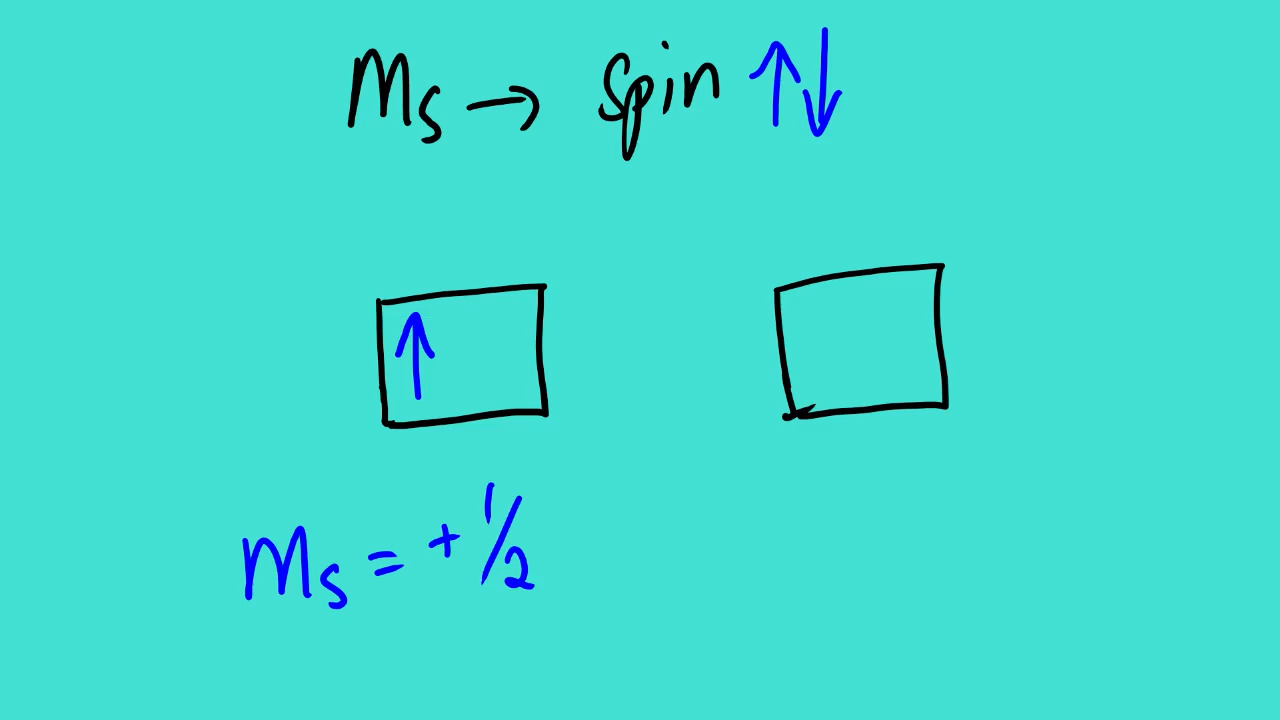 Ms → spin ↑↓
↑
Ms = +1/2